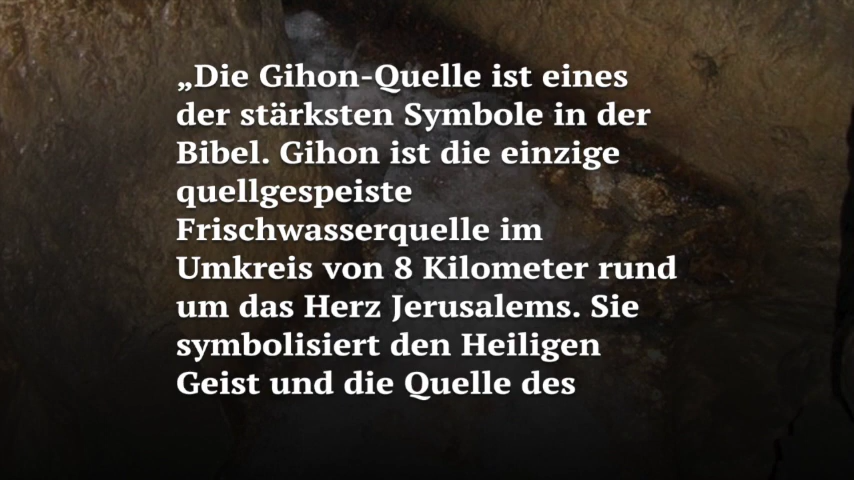 „Die Gihon-Quelle ist eines
der stärksten Symbole in der
Bibel. Gihon ist die einzige
quellgespeiste
Frischwasserquelle im
Umkreis von 8 Kilometer rund
um das Herz Jerusalems. Sie
symbolisiert den Heiligen
Geist und die Quelle des